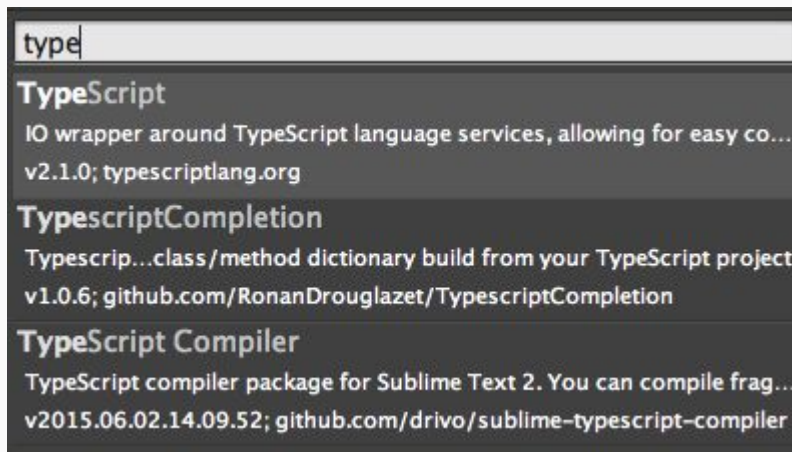 type
TypeScript
IO wrapper around TypeScript language services, allowing for easy co...
v2.1.0; typescriptlang.org
TypescriptCompletion
Typescrip...class/method dictionary build from your TypeScript project
v1.0.6; github.com/RonanDrouglazet/TypescriptCompletion
TypeScript Compiler
TypeScript compiler package for Sublime Text 2. You can compile frag...
v2015.06.02.14.09.52; github.com/drivo/sublime-typescript-compiler